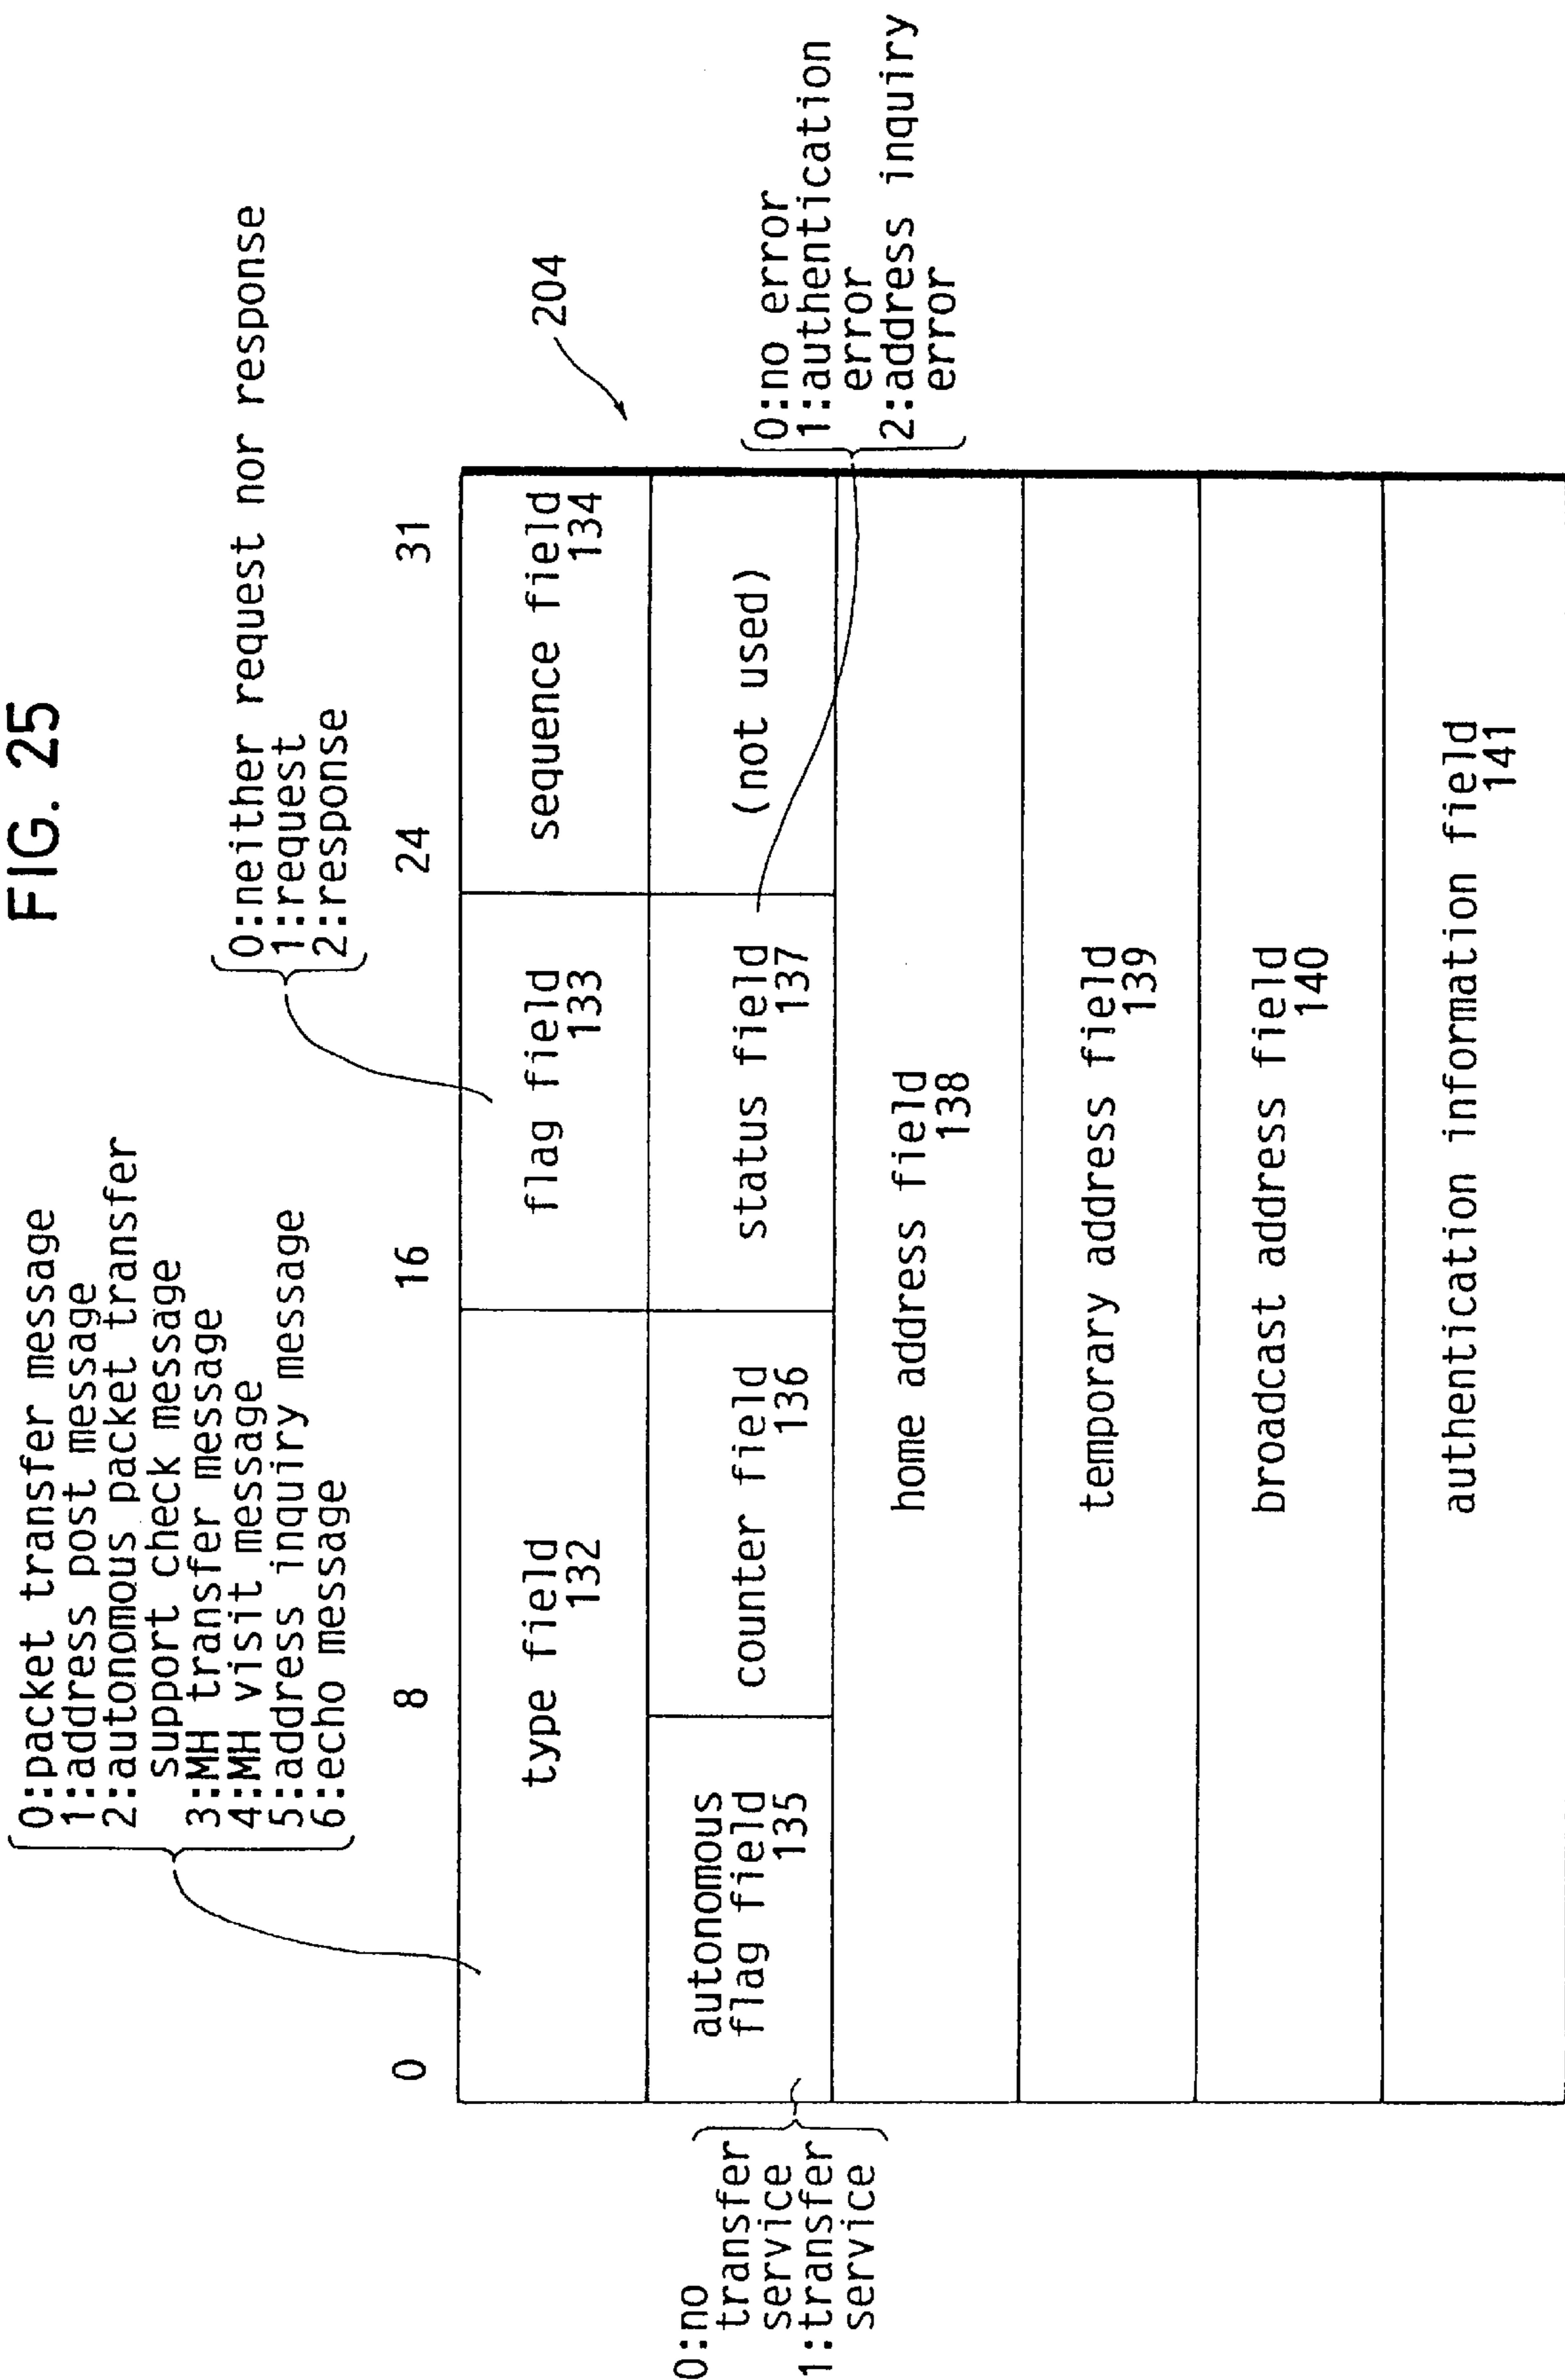 FIG. 25
0:packet transfer message
1:address post message
2:autonomous packet transfer
support check message
3:MH transfer message
4:MH visit message
5:address inquiry message
6:echo message
0:neither request nor response
1:request
2:response
0
8
16
24
31
204
type field
132
flag field
133
sequence field
134
0:no
transfer
service
1:transfer
service
autonomous
flag field
135
counter field
136
status field
137
(not used)
0:no error
1:authentication
error
2:address inquiry
error
home address field
138
temporary address field
139
broadcast address field
140
authentication information field
141